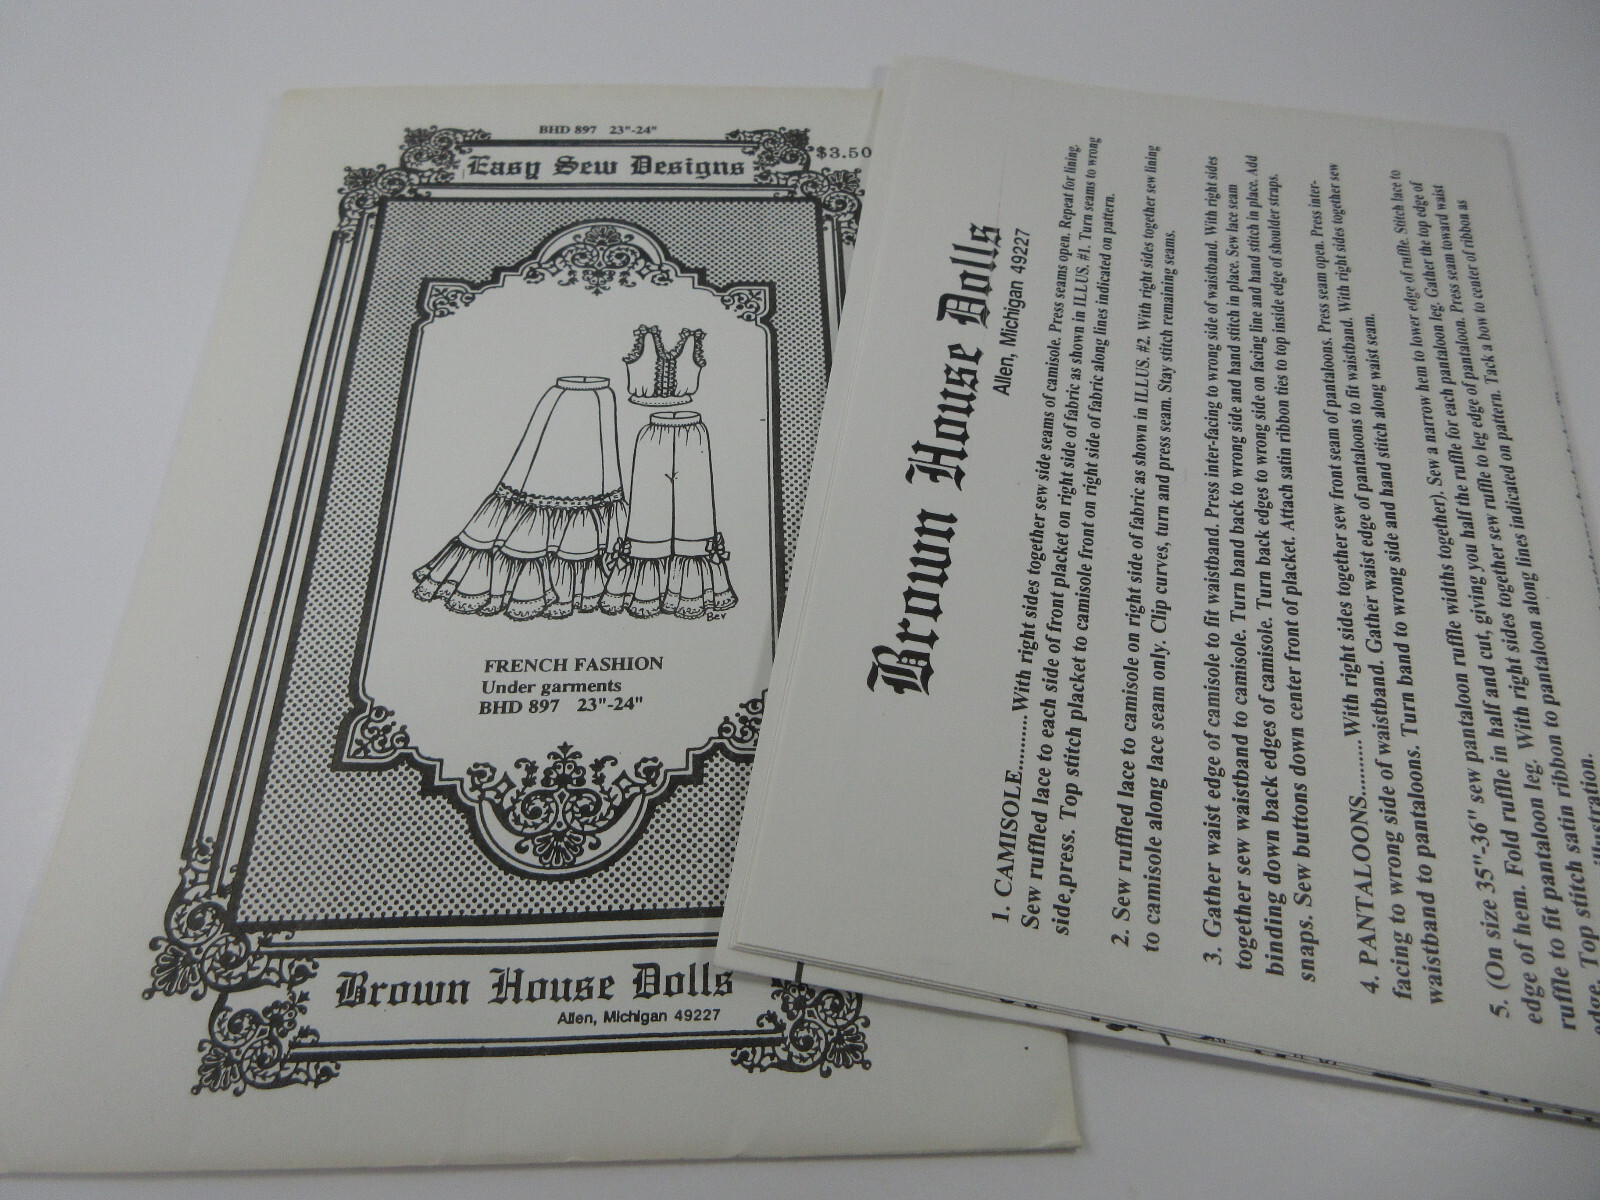 BHD 897 23"-24"
Easy Sew Designs
$3.50
Bev
FRENCH FASHION
Under garments
BHD 897 23"-24"
Brown House Dolls
Allen, Michigan 49227
Brown House Dolls
Allen, Michigan 49227
1. CAMISOLE..........With right sides together sew side seams of camisole. Press seams open. Repeat for lining.
Sew ruffled lace to each side of front placket on right side of fabric as shown in ILLUS. #1. Turn seams to wrong
side,press. Top stitch placket to camisole front on right side of fabric along lines indicated on pattern.
2. Sew ruffled lace to camisole on right side of fabric as shown in ILLUS. #2. With right sides together sew lining
to camisole along lace seam only. Clip curves, turn and press seam. Stay stitch remaining seams.
3. Gather waist edge of camisole to fit waistband. Press inter-facing to wrong side of waistband. With right sides
together sew waistband to camisole. Turn band back to wrong side and hand stitch in place. Sew lace seam
binding down back edges of camisole. Turn back edges to wrong side on facing line and hand stitch in place. Add
snaps. Sew buttons down center front of placket. Attach satin ribbon ties to top inside edge of shoulder straps.
4. PANTALOONS..........With right sides together sew front seam of pantaloons. Press seam open. Press inter-
facing to wrong side of waistband. Gather waist edge of pantaloons to fit waistband. With right sides together sew
waistband to pantaloons. Turn band to wrong side and hand stitch along waist seam.
5. (On size 35"-36" sew pantaloon ruffle widths together). Sew a narrow hem to lower edge of ruffle. Stitch lace to
edge of hem. Fold ruffle in half and cut, giving you half the ruffle for each pantaloon leg. Gather the top edge of
ruffle to fit pantaloon leg. With right sides together sew ruffle to leg edge of pantaloon. Press seam toward waist
edge. Top stitch satin ribbon to pantaloon along lines indicated on pattern. Tack a bow to center of ribbon as